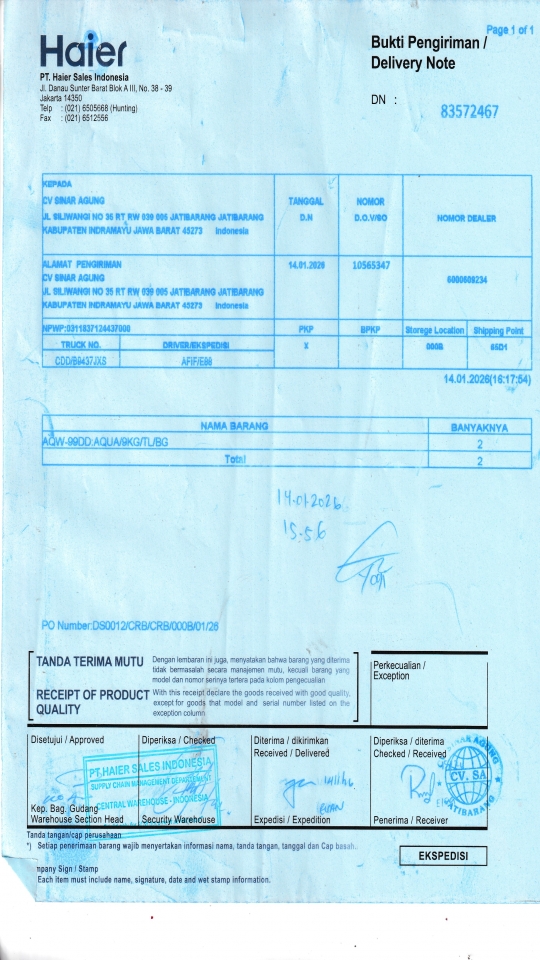 Page 1 of 1
Haier
Bukti Pengiriman /
Delivery Note
PT. Haier Sales Indonesia
Jl. Danau Sunter Barat Blok A III, No. 38 - 39
Jakarta 14350
Telp : (021) 6505668 (Hunting)
Fax : (021) 6512556
DN :
83572467
KEPADA
CV SINAR AGUNG
JL SILIWANGI NO 35 RT RW 039 005 JATIBARANG JATIBARANG
KABUPATEN INDRAMAYU JAWA BARAT 45273 Indonesia
TANGGAL
D.N
NOMOR
D.O.V/SO
NOMOR DEALER
ALAMAT PENGIRIMAN
CV SINAR AGUNG
JL SILIWANGI NO 35 RT RW 039 005 JATIBARANG JATIBARANG
KABUPATEN INDRAMAYU JAWA BARAT 45273 Indonesia
14.01.2026
10565347
6000609234
NPWP:0311837124437000
PKP
BPKP
Storege Location
Shipping Point
TRUCK NO.
DRIVER/EKSPEDISI
X
000B
65D1
CDD/B9437JXS
AFIF/E98
14.01.2026(16:17:54)
NAMA BARANG
BANYAKNYA
AQW-99DD:AQUA/9KG/TL/BG
2
Total
2
14.01.2026
15.56
PO Number:DS0012/CRB/CRB/000B/01/26
TANDA TERIMA MUTU
Dengan lembaran ini juga, menyatakan bahwa barang yang diterima
tidak bermasalah secara manajemen mutu, kecuali barang yang
model dan nomor serinya tertera pada kolom pengecualian
RECEIPT OF PRODUCT
QUALITY
With this receipt declare the goods received with good quality,
except for goods that model and serial number listed on the
exception column
Perkecualian /
Exception
Disetujui / Approved
Diperiksa / Checked
Diterima / dikirimkan
Received / Delivered
Diperiksa / diterima
Checked / Received
PT.HAIER SALES INDONESIA
SUPPLY CHAIN MANAGEMENT DEPARTMENT
CENTRAL WAREHOUSE - INDONESIA
CV. SA
JATIBARANG
Kep. Bag. Gudang
Warehouse Section Head
Security Warehouse
Expedisi / Expedition
Penerima / Receiver
Tanda tangan/cap perusahaan
*) Setiap penerimaan barang wajib menyertakan informasi nama, tanda tangan, tanggal dan Cap basah..
EKSPEDISI
mpany Sign / Stamp
Each item must include name, signature, date and wet stamp information.